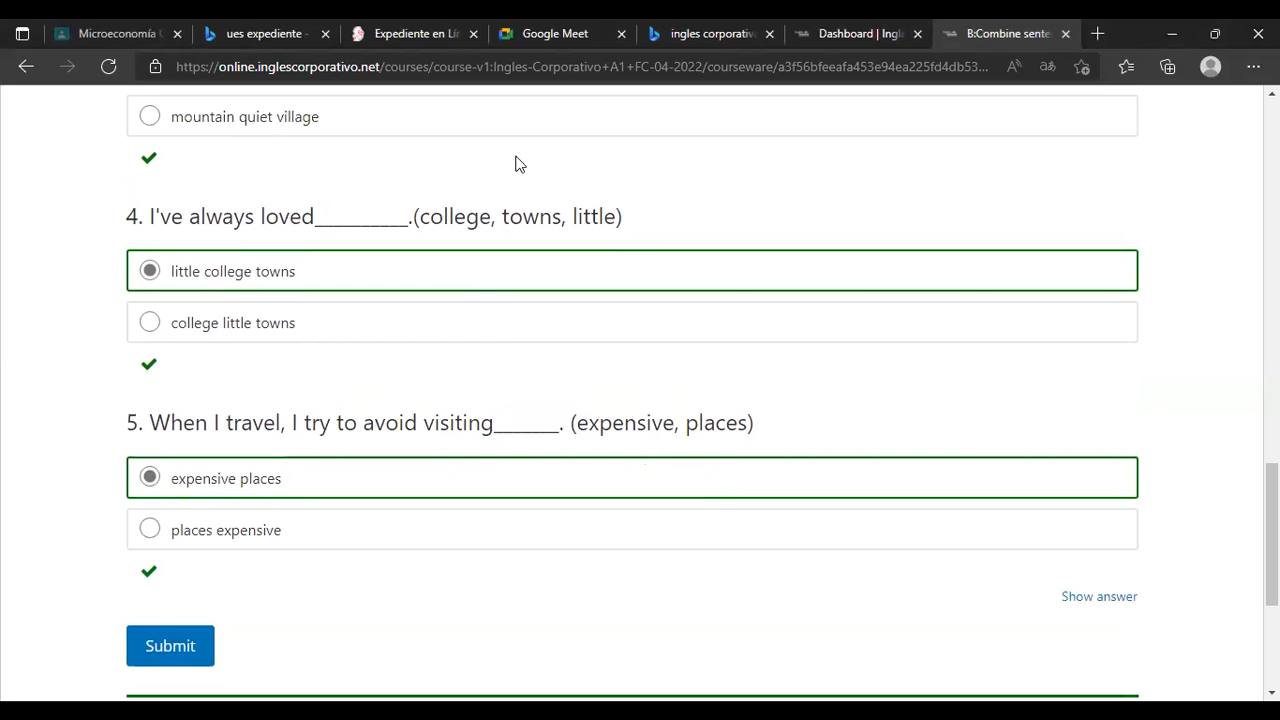 Microeconomía
ues expediente -
Expediente en Lí
Google Meet
ingles corporativ
Dashboard | Ingl
B:Combine sente
https://online.inglescorporativo.net/courses/course-v1:Ingles-Corporativo+A1+FC-04-2022/courseware/a3f56bfeeafa453e94ea225fd4db53...
mountain quiet village
4. I've always loved__________.(college, towns, little)
little college towns
college little towns
5. When I travel, I try to avoid visiting_______. (expensive, places)
expensive places
places expensive
Show answer
Submit